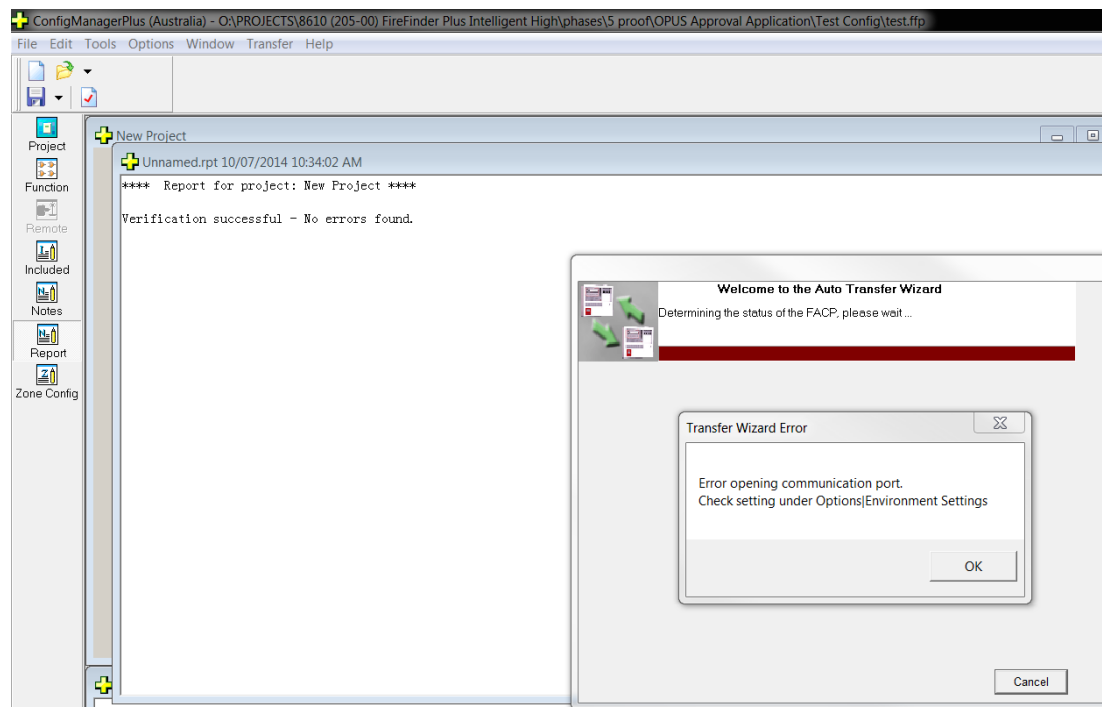 ConfigManagerPlus (Australia) - O:\PROJECTS\8610 (205-00) FireFinder Plus Intelligent High\phases\5 proof\OPUS Approval Application\Test Config\test.ffp
File Edit Tools Options Window Transfer Help
Project
Function
Remote
Included
Notes
Report
Zone Config
New Project
Unnamed.rpt 10/07/2014 10:34:02 AM
**** Report for project: New Project ****
Verification successful - No errors found.
Welcome to the Auto Transfer Wizard
Determining the status of the FACP, please wait ...
Transfer Wizard Error
Error opening communication port.
Check setting under Options|Environment Settings
OK
Cancel